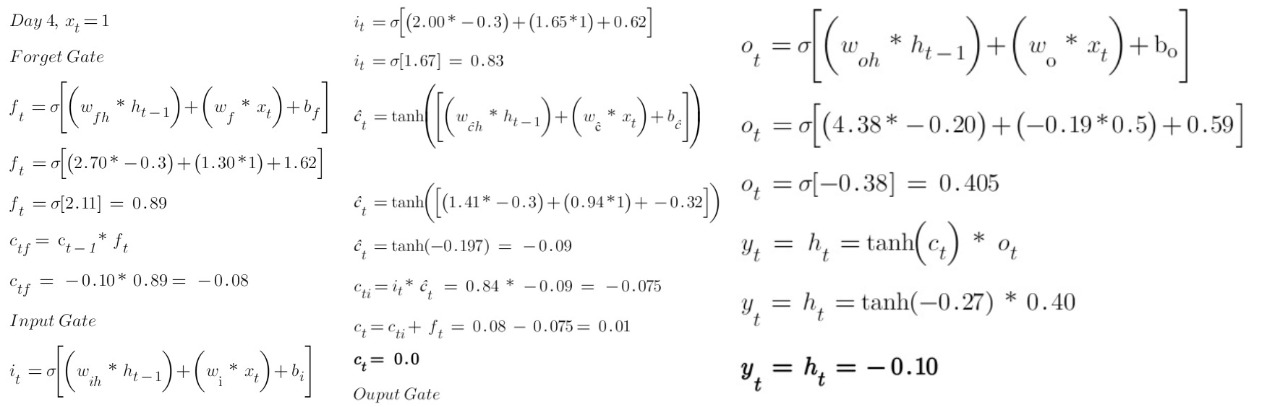 Day 4, x_t = 1
Forget Gate
f_t = σ[(w_fh * h_t−1) + (w_f * x_t) + b_f]
f_t = σ[(2.70* −0.3) + (1.30*1) + 1.62]
f_t = σ[2.11] = 0.89
c_tf = c_t−1 * f_t
c_tf = −0.10* 0.89 = −0.08
Input Gate
i_t = σ[(w_ih * h_t−1) + (w_i * x_t) + b_i]
i_t = σ[(2.00* −0.3) + (1.65*1) + 0.62]
i_t = σ[1.67] = 0.83
ĉ_t = tanh([(w_ĉh * h_t−1) + (w_ĉ * x_t) + b_ĉ])
ĉ_t = tanh([(1.41* −0.3) + (0.94*1) + −0.32])
ĉ_t = tanh(−0.197) = −0.09
c_ti = i_t* ĉ_t = 0.84 * −0.09 = −0.075
c_t = c_ti + f_t = 0.08 − 0.075 = 0.01
c_t = 0.0
Ouput Gate
o_t = σ[(w_oh * h_t−1) + (w_o * x_t) + b_o]
o_t = σ[(4.38* −0.20) + (−0.19*0.5) + 0.59]
o_t = σ[−0.38] = 0.405
y_t = h_t = tanh(c_t) * o_t
y_t = h_t = tanh(−0.27) * 0.40
y_t = h_t = −0.10